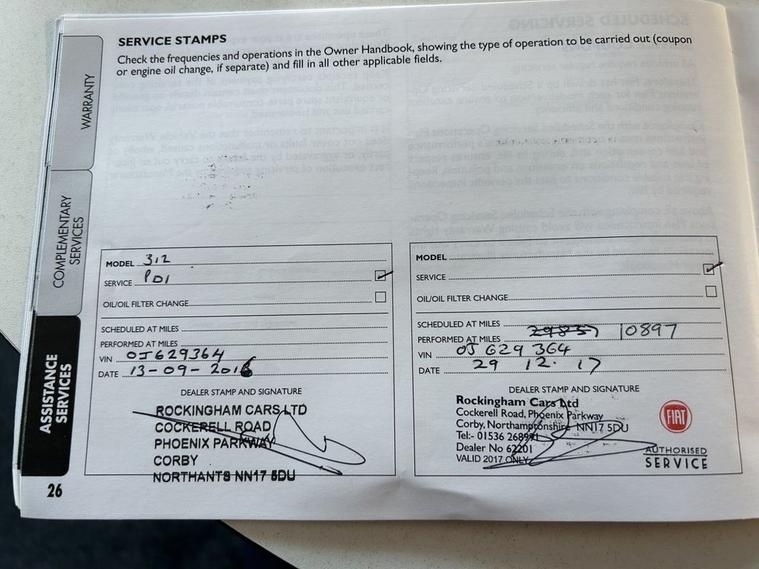 SERVICE STAMPS
Check the frequencies and operations in the Owner Handbook, showing the type of operation to be carried out (coupon
or engine oil change, if separate) and fill in all other applicable fields.
WARRANTY
COMPLEMENTARY
SERVICES
ASSISTANCE
SERVICES
MODEL 312
SERVICE PDI
OIL/OIL FILTER CHANGE
SCHEDULED AT MILES
PERFORMED AT MILES
VIN 0J629364
DATE 13-09-2016
DEALER STAMP AND SIGNATURE
ROCKINGHAM CARS LTD
COCKERELL ROAD
PHOENIX PARKWAY
CORBY
NORTHANTS NN17 5DU
MODEL
SERVICE
OIL/OIL FILTER CHANGE
SCHEDULED AT MILES
PERFORMED AT MILES 10897
VIN 0J 629 364
DATE 29 12. 17
DEALER STAMP AND SIGNATURE
Rockingham Cars Ltd
Cockerell Road, Phoenix Parkway
Corby, Northamptonshire NN17 5DU
Tel:- 01536
Dealer No 62201
VALID 2017 ONLY
FIAT
AUTHORISED
SERVICE
26